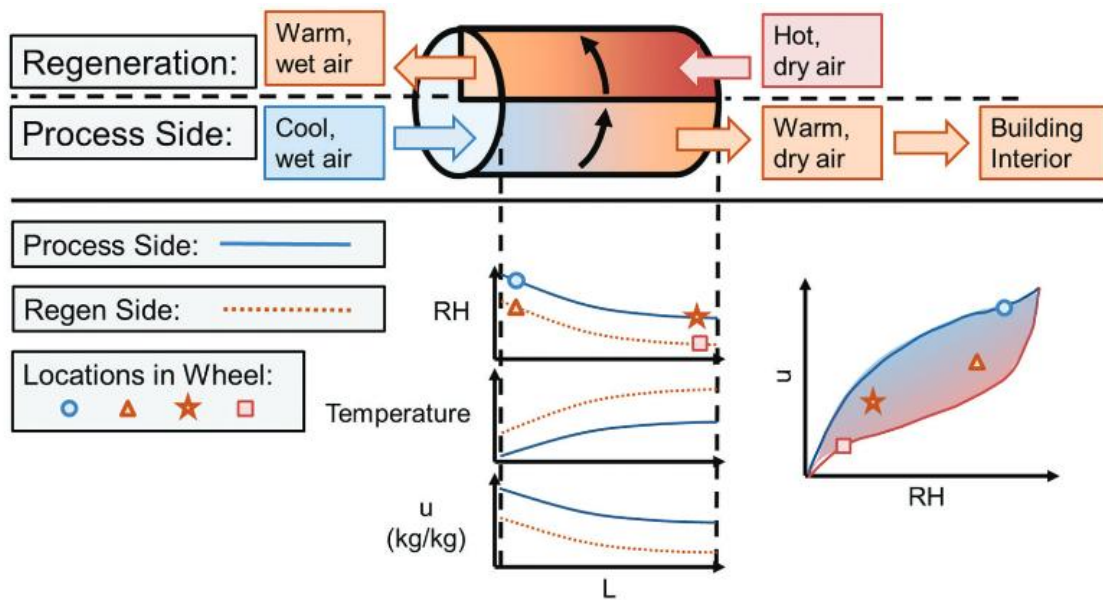 Regeneration:
Warm,
wet air
Hot,
dry air
Process Side:
Cool,
wet air
Warm,
dry air
Building
Interior
Process Side:
Regen Side:
Locations in Wheel:
RH
Temperature
u
(kg/kg)
L
u
RH